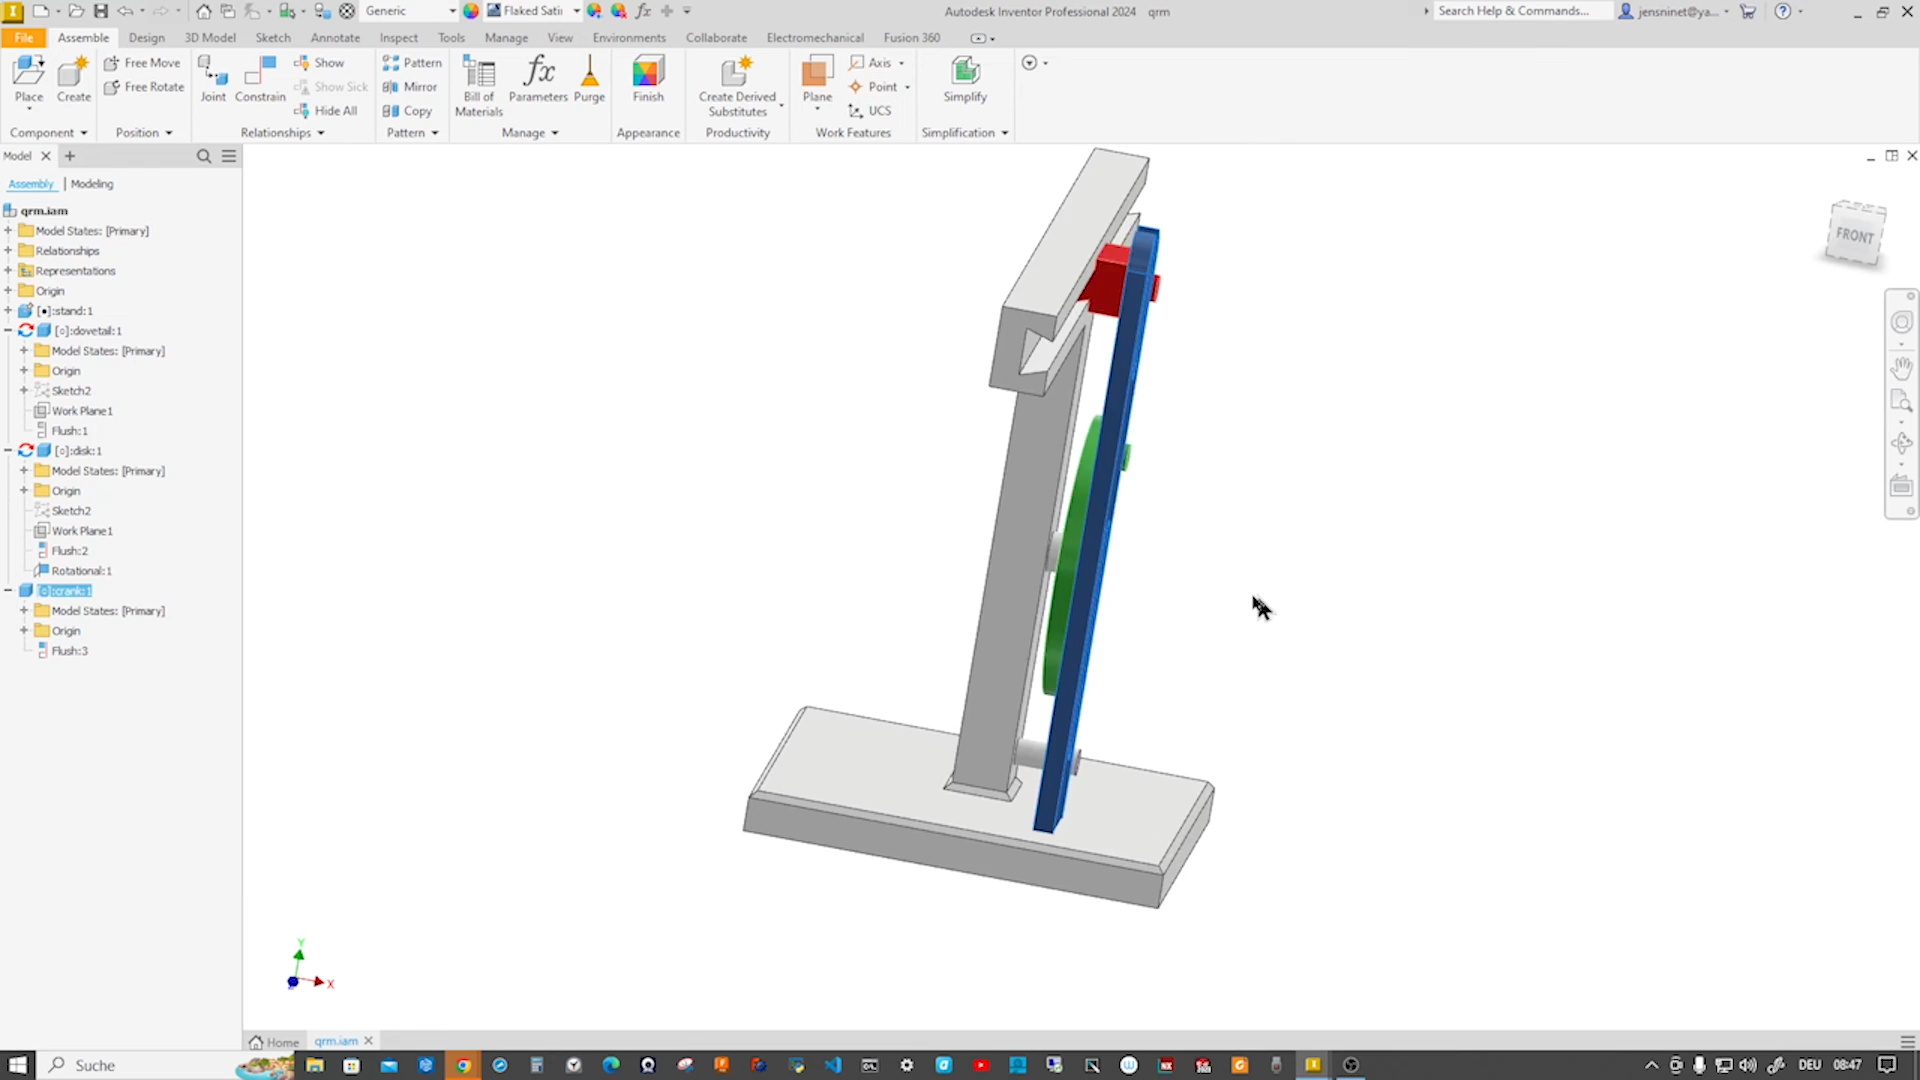 Generic
Flaked Sati
Autodesk Inventor Professional 2024 qrm
Search Help & Commands...
jensninet@ya...
File Assemble Design 3D Model Sketch Annotate Inspect Tools Manage View Environments Collaborate Electromechanical Fusion 360
Place
Create
Free Move
Free Rotate
Joint
Constrain
Show
Show Sick
Hide All
Pattern
Mirror
Copy
Bill of
Materials
fx
Parameters
Purge
Finish
Create Derived
Substitutes
Plane
Axis
Point
UCS
Simplify
Component Position Relationships Pattern Manage Appearance Productivity Work Features Simplification
Model
Assembly | Modeling
qrm.iam
Model States: [Primary]
Relationships
Representations
Origin
:stand:1
:dovetail:1
Model States: [Primary]
Origin
Sketch2
Work Plane1
Flush:1
:disk:1
Model States: [Primary]
Origin
Sketch2
Work Plane1
Flush:2
Rotational:1
:crank:1
Model States: [Primary]
Origin
Flush:3
FRONT
Y
X
Home
qrm.iam
Suche
DEU
08:47